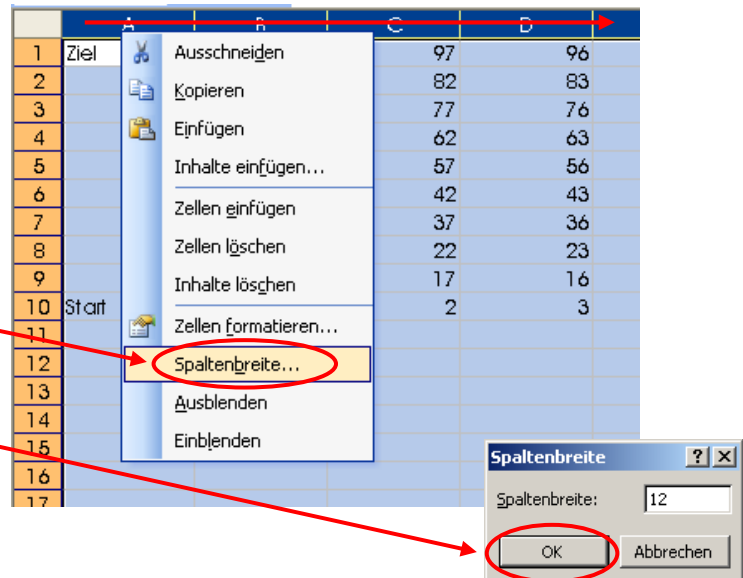 A B C D
1 Ziel 97 96
2 82 83
3 77 76
4 62 63
5 57 56
6 42 43
7 37 36
8 22 23
9 17 16
10 Start 2 3
11
12
13
14
15
16
17
Ausschneiden
Kopieren
Einfügen
Inhalte einfügen...
Zellen einfügen
Zellen löschen
Inhalte löschen
Zellen formatieren...
Spaltenbreite...
Ausblenden
Einblenden
Spaltenbreite ? X
Spaltenbreite: 12
OK Abbrechen